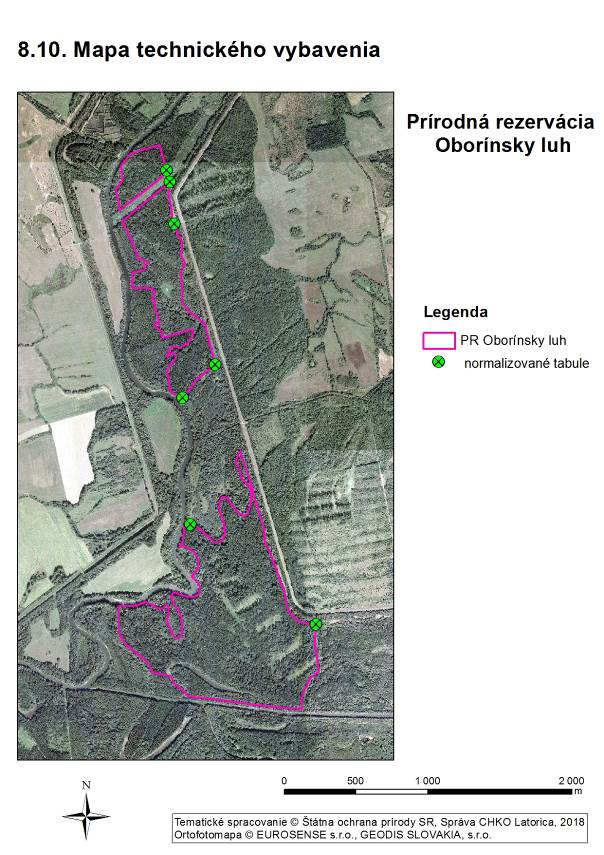 8.10. Mapa technického vybavenia
Prírodná rezervácia
Oborínsky luh
Legenda
PR Oborínsky luh
normalizované tabule
N
0 500 1 000 2 000
m
Tematické spracovanie © Štátna ochrana prírody SR, Správa CHKO Latorica, 2018
Ortofotomapa © EUROSENSE s.r.o., GEODIS SLOVAKIA, s.r.o.